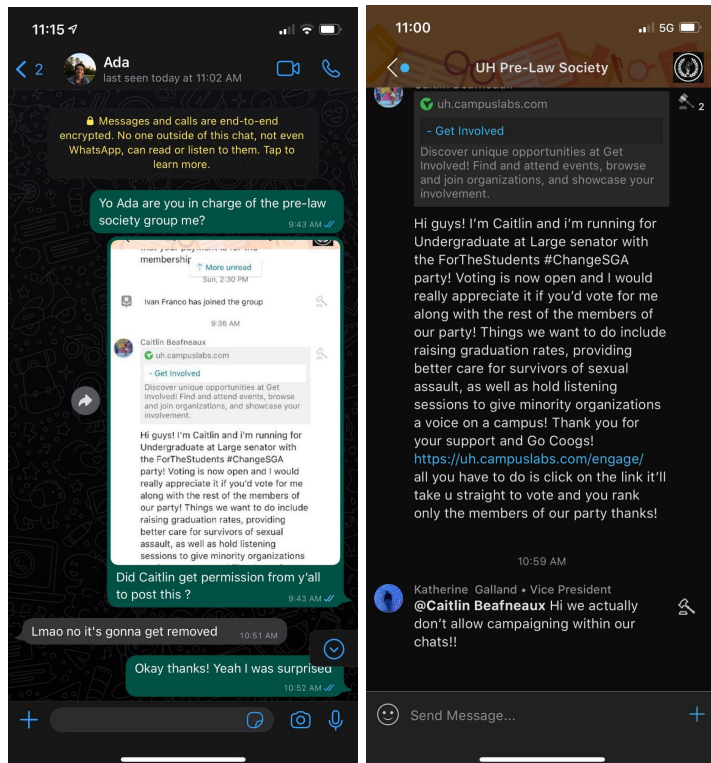 11:15
2
Ada
last seen today at 11:02 AM
Messages and calls are end-to-end
encrypted. No one outside of this chat, not even
WhatsApp, can read or listen to them. Tap to
learn more.
Yo Ada are you in charge of the pre-law
society group me?
9:43 AM
membership
↑ More unread
Sun, 2:30 PM
Ivan Franco has joined the group
9:36 AM
Caitlin Beafneaux
uh.campuslabs.com
- Get Involved
Discover unique opportunities at Get
Involved! Find and attend events, browse
and join organizations, and showcase your
involvement.
Hi guys! I'm Caitlin and i'm running for
Undergraduate at Large senator with
the ForTheStudents #ChangeSGA
party! Voting is now open and I would
really appreciate it if you'd vote for me
along with the rest of the members of
our party! Things we want to do include
raising graduation rates, providing
better care for survivors of sexual
assault, as well as hold listening
sessions to give minority organizations
Did Caitlin get permission from y'all
to post this ?
9:43 AM
Lmao no it's gonna get removed
10:51 AM
Okay thanks! Yeah I was surprised
10:52 AM
11:00
5G
UH Pre-Law Society
Caitlin Beafneaux
uh.campuslabs.com
2
- Get Involved
Discover unique opportunities at Get
Involved! Find and attend events, browse
and join organizations, and showcase your
involvement.
Hi guys! I'm Caitlin and i'm running for
Undergraduate at Large senator with
the ForTheStudents #ChangeSGA
party! Voting is now open and I would
really appreciate it if you'd vote for me
along with the rest of the members of
our party! Things we want to do include
raising graduation rates, providing
better care for survivors of sexual
assault, as well as hold listening
sessions to give minority organizations
a voice on a campus! Thank you for
your support and Go Coogs!
https://uh.campuslabs.com/engage/
all you have to do is click on the link it'll
take u straight to vote and you rank
only the members of our party thanks!
10:59 AM
Katherine Galland • Vice President
@Caitlin Beafneaux Hi we actually
don't allow campaigning within our
chats!!
Send Message...